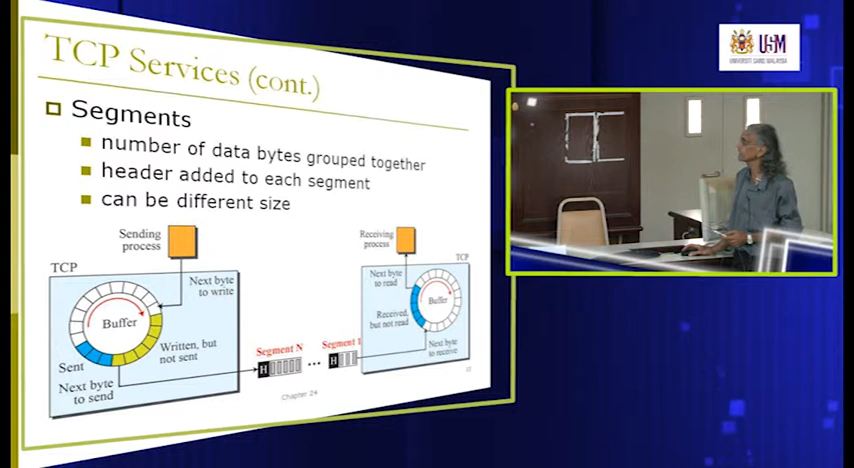 TCP Services (cont.)
Segments
number of data bytes grouped together
header added to each segment
can be different size
Sending
process
TCP
Next byte
to write
Buffer
Written, but
not sent
Sent
Next byte
to send
Segment N
H
...
Segment 1
H
Receiving
process
TCP
Next byte
to read
Buffer
Received,
but not read
Next byte
to receive
Chapter 24
USM
UNIVERSITI SAINS MALAYSIA